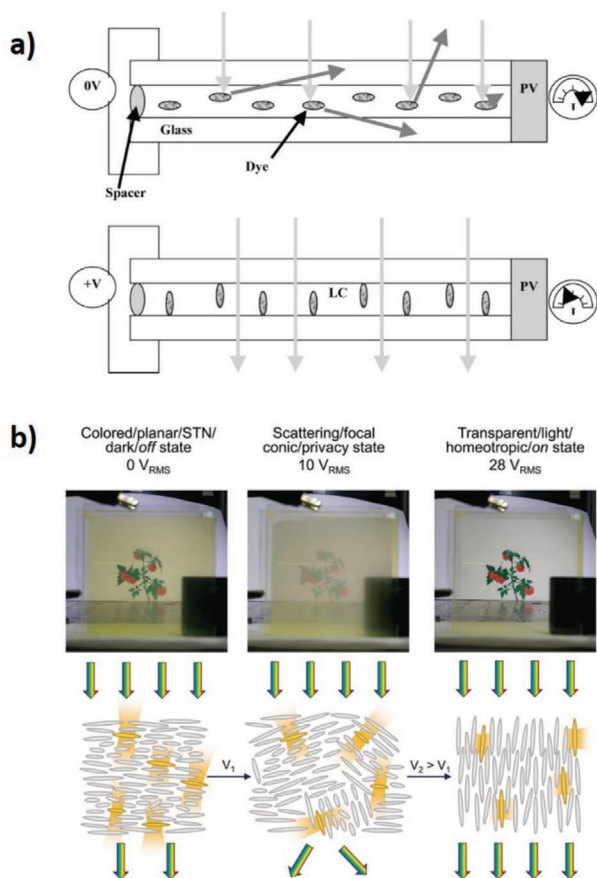 a)
0V
Glass
Spacer
Dye
PV
I
+V
LC
PV
I
b)
Colored/planar/STN/
dark/off state
0 VRMS
Scattering/focal
conic/privacy state
10 VRMS
Transparent/light/
homeotropic/on state
28 VRMS
V1
V2 > V1